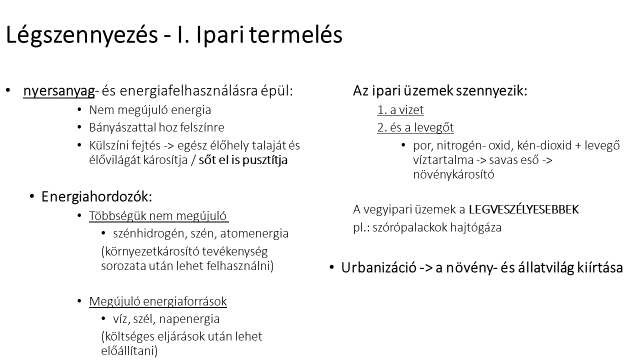 Légszennyezés - I. Ipari termelés
• nyersanyag- és energiafelhasználásra épül:
• Nem megújuló energia
• Bányászattal hoz felszínre
• Külszíni fejtés -> egész élőhely talaját és
élővilágát károsítja / sőt el is pusztítja
• Energiahordozók:
• Többségük nem megújuló
• szénhidrogén, szén, atomenergia
(környezetkárosító tevékenység
sorozata után lehet felhasználni)
• Megújuló energiaforrások
• víz, szél, napenergia
(költséges eljárások után lehet
előállítani)
Az ipari üzemek szennyezik:
1. a vizet
2. és a levegőt
• por, nitrogén- oxid, kén-dioxid + levegő
víztartalma -> savas eső ->
növénykárosító
A vegyipari üzemek a LEGVESZÉLYESEBBEK
pl.: szórópalackok hajtógáza
• Urbanizáció -> a növény- és állatvilág kiírtása